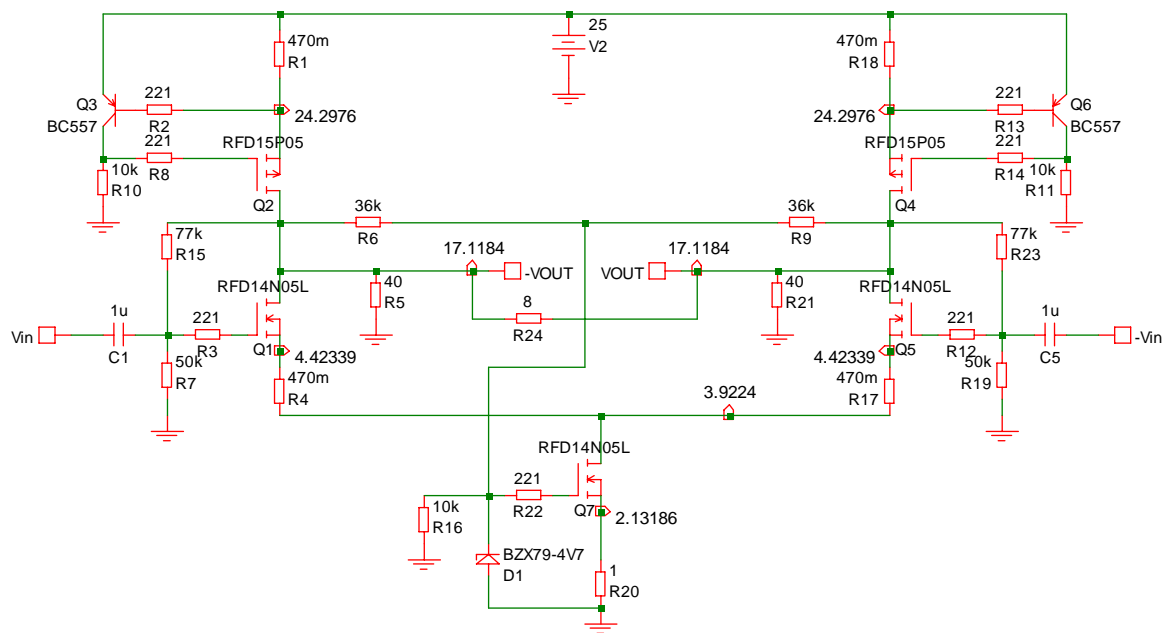 25
V2
470m
R1
470m
R18
Q3
BC557
221
R2
24.2976
24.2976
221
R13
Q6
BC557
RFD15P05
221
R8
10k
R10
Q2
RFD15P05
221
R14
10k
R11
Q4
36k
R6
36k
R9
77k
R15
77k
R23
17.1184
17.1184
-VOUT
VOUT
RFD14N05L
40
R5
8
R24
40
R21
RFD14N05L
Vin
1u
C1
221
R3
Q1
4.42339
4.42339
Q5
221
R12
1u
C5
-Vin
50k
R7
470m
R4
470m
R17
50k
R19
3.9224
RFD14N05L
221
R22
Q7
2.13186
10k
R16
BZX79-4V7
D1
1
R20